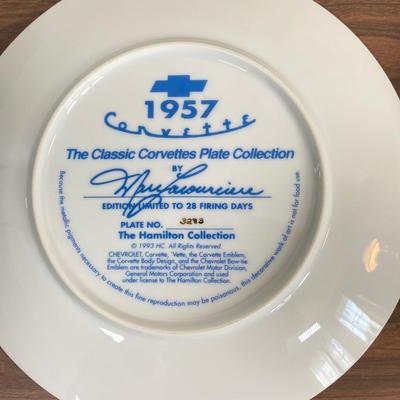 1957
Corvette
The Classic Corvettes Plate Collection
BY
EDITION LIMITED TO 28 FIRING DAYS
PLATE NO.
The Hamilton Collection
© 1993 HC. All Rights Reserved.
CHEVROLET, Corvette, 'Vette, the Corvette Emblem,
the Corvette Body Design, and the Chevrolet Bow-tie
Emblem are trademarks of Chevrolet Motor Division,
General Motors Corporation and used
under license to The Hamilton Collection.
Because the metallic pigments necessary to create this fine reproduction may be poisonous, this decorative work of art is not for food use.